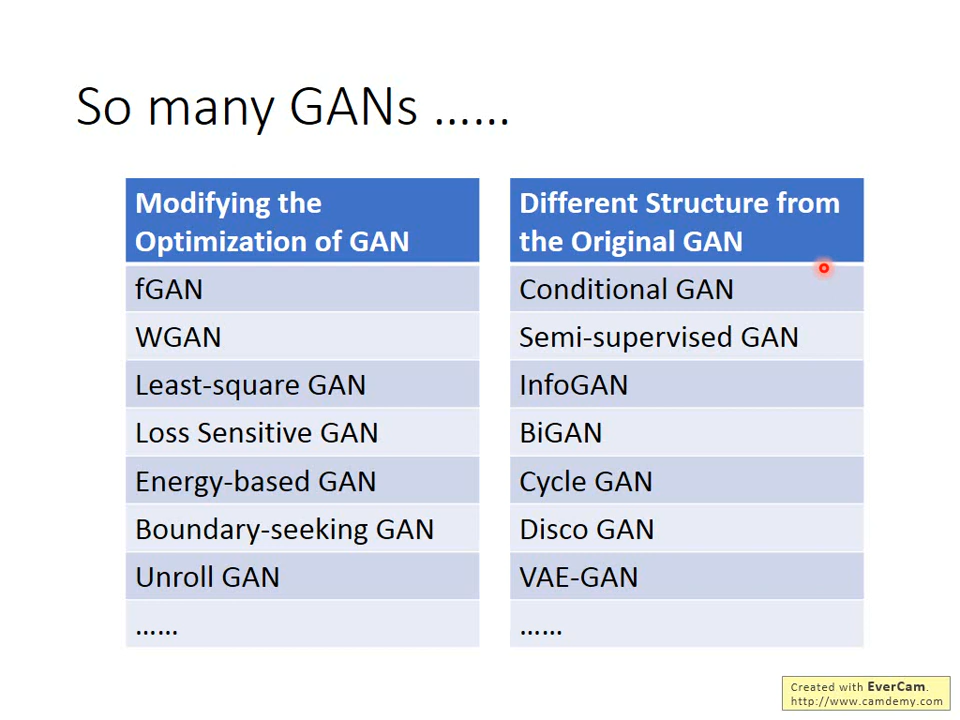 So many GANs ……
Modifying the
Optimization of GAN
fGAN
WGAN
Least-square GAN
Loss Sensitive GAN
Energy-based GAN
Boundary-seeking GAN
Unroll GAN
……
Different Structure from
the Original GAN
Conditional GAN
Semi-supervised GAN
InfoGAN
BiGAN
Cycle GAN
Disco GAN
VAE-GAN
……
Created with EverCam.
http://www.camdemy.com